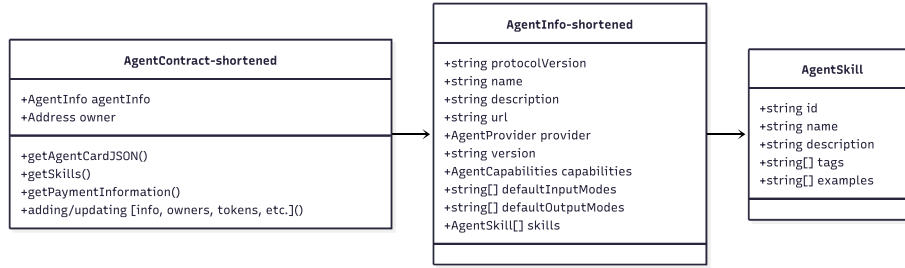 AgentContract-shortened
+AgentInfo agentInfo
+Address owner
+getAgentCardJSON()
+getSkills()
+getPaymentInformation()
+adding/updating [info, owners, tokens, etc.]()
AgentInfo-shortened
+string protocolVersion
+string name
+string description
+string url
+AgentProvider provider
+string version
+AgentCapabilities capabilities
+string[] defaultInputModes
+string[] defaultOutputModes
+AgentSkill[] skills
AgentSkill
+string id
+string name
+string description
+string[] tags
+string[] examples